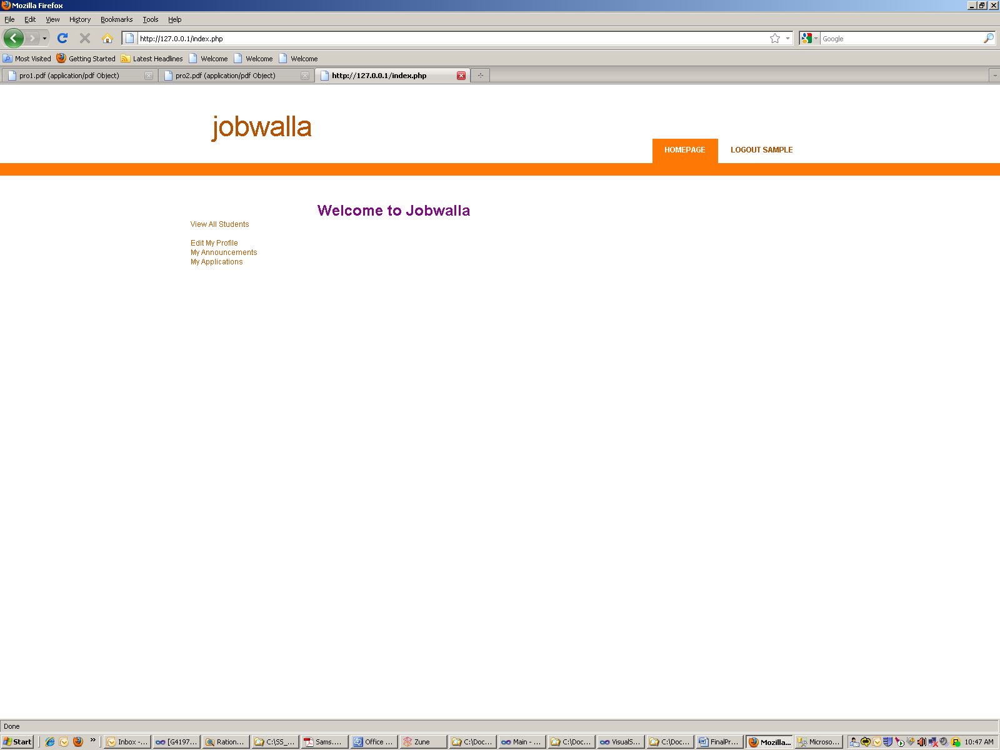 Mozilla Firefox
File Edit View History Bookmarks Tools Help
http://127.0.0.1/index.php
Google
Most Visited Getting Started Latest Headlines Welcome Welcome Welcome
pro1.pdf (application/pdf Object) pro2.pdf (application/pdf Object) http://127.0.0.1/index.php
jobwalla
HOMEPAGE LOGOUT SAMPLE
Welcome to Jobwalla
View All Students
Edit My Profile
My Announcements
My Applications
Done
Start » Inbox -... [G4197... Ration... C:\SS_... Sams.... Office ... Zune C:\Doc... Main - ... C:\Doc... VisualS... C:\Doc... FinalPr... Mozilla... Microso... 10:47 AM